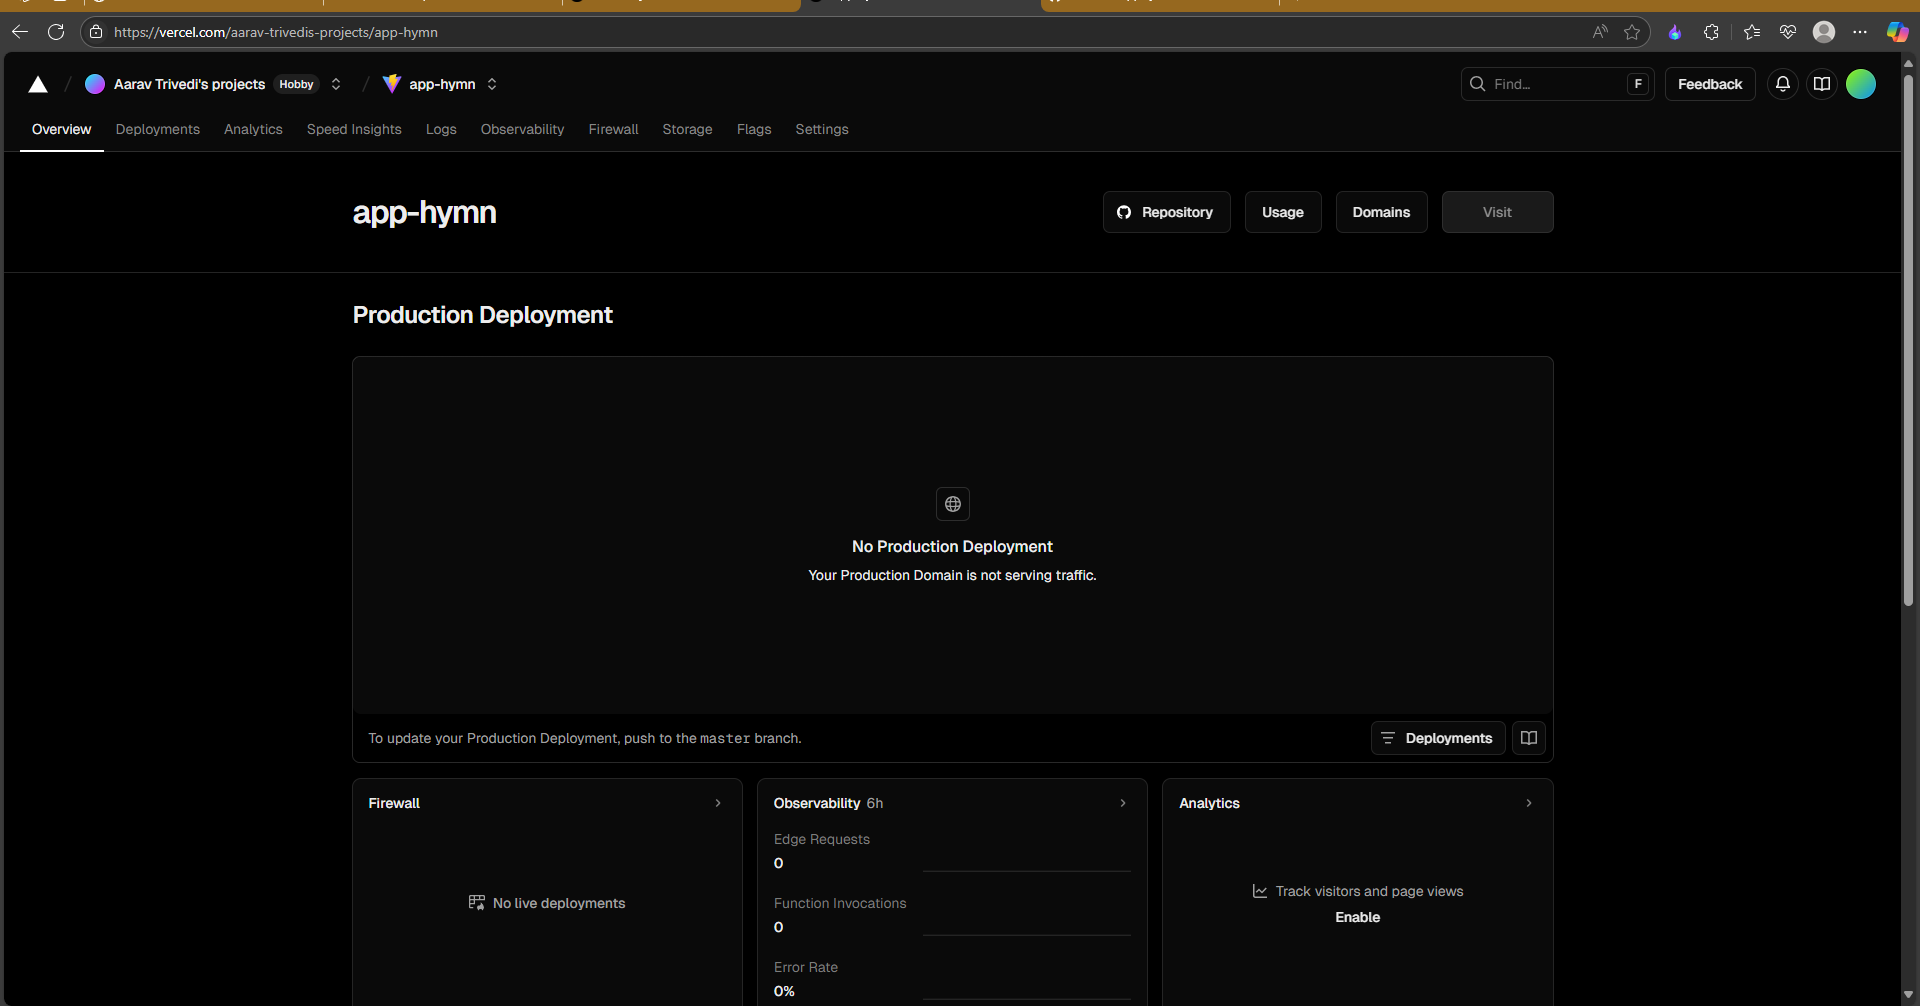 https://vercel.com/aarav-trivedis-projects/app-hymn
Aarav Trivedi's projects Hobby app-hymn Find... F Feedback
Overview Deployments Analytics Speed Insights Logs Observability Firewall Storage Flags Settings
app-hymn Repository Usage Domains Visit
Production Deployment
No Production Deployment
Your Production Domain is not serving traffic.
To update your Production Deployment, push to the master branch. Deployments
Firewall
No live deployments
Observability 6h
Edge Requests
0
Function Invocations
0
Error Rate
0%
Analytics
Track visitors and page views
Enable